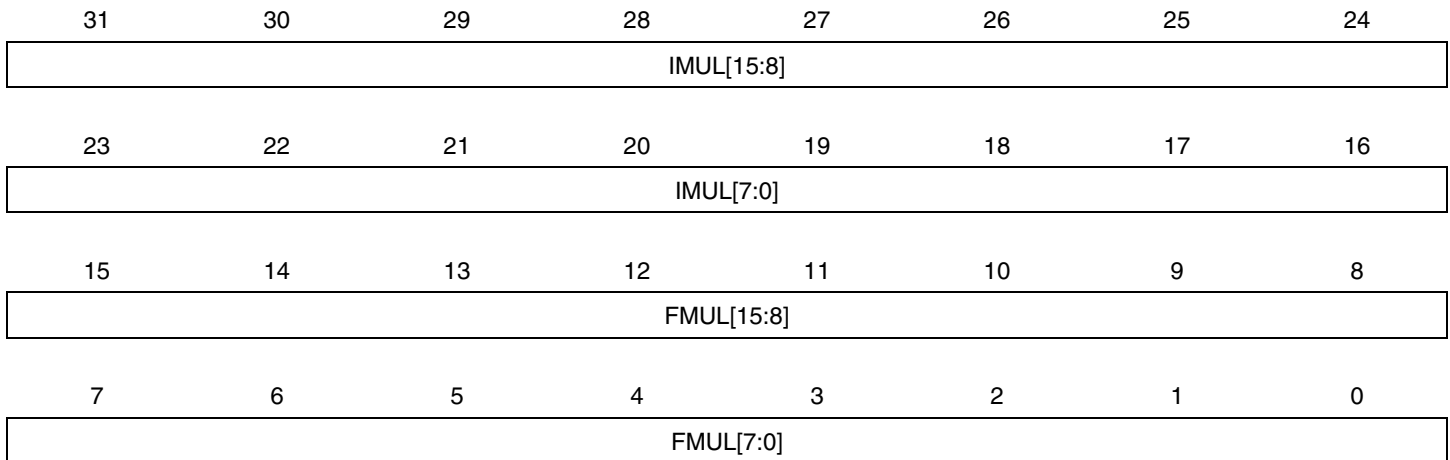 31 30 29 28 27 26 25 24
IMUL[15:8]
23 22 21 20 19 18 17 16
IMUL[7:0]
15 14 13 12 11 10 9 8
FMUL[15:8]
7 6 5 4 3 2 1 0
FMUL[7:0]